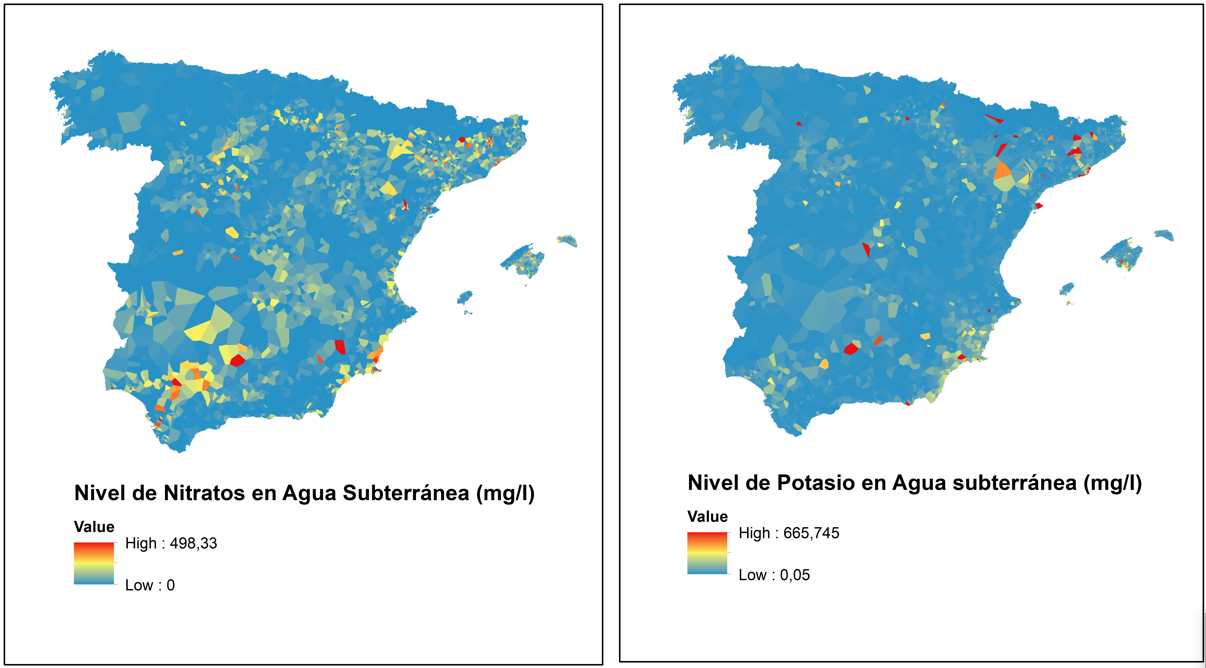 Nivel de Nitratos en Agua Subterránea (mg/l)
Value
High : 498,33
Low : 0
Nivel de Potasio en Agua subterránea (mg/l)
Value
High : 665,745
Low : 0,05